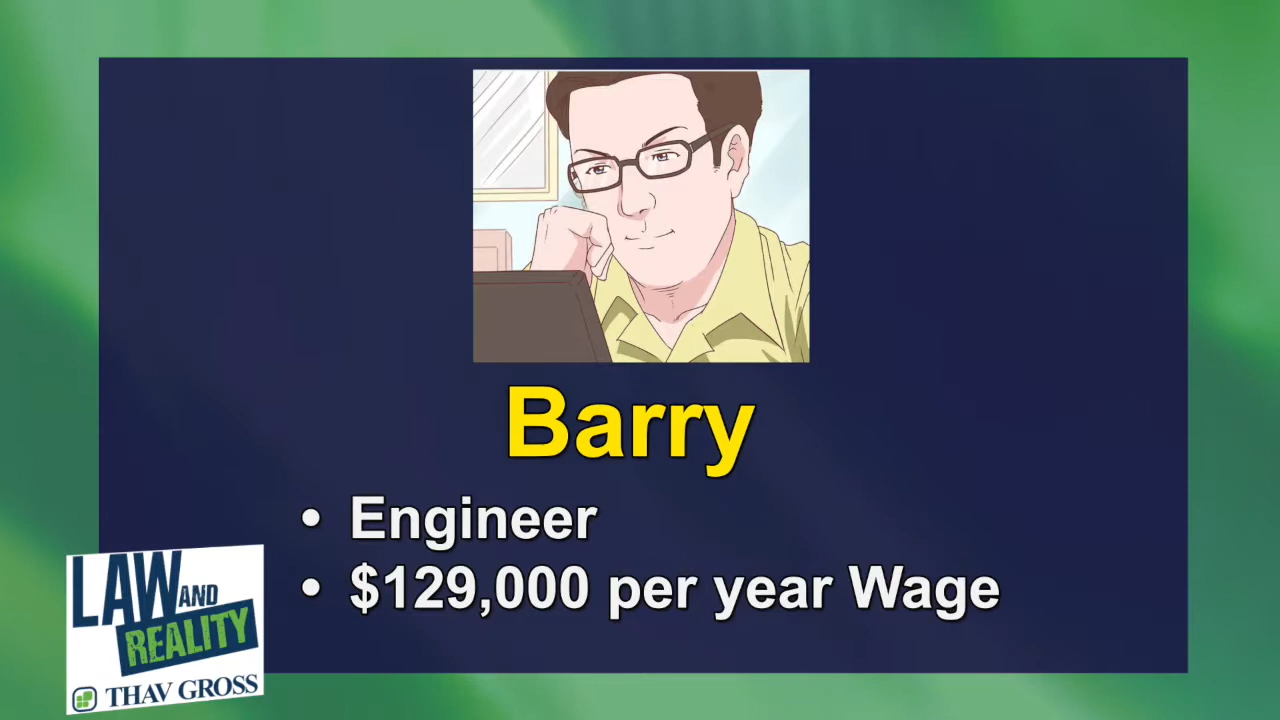 Barry
• Engineer
• $129,000 per year Wage
LAW AND
REALITY
THAV GROSS